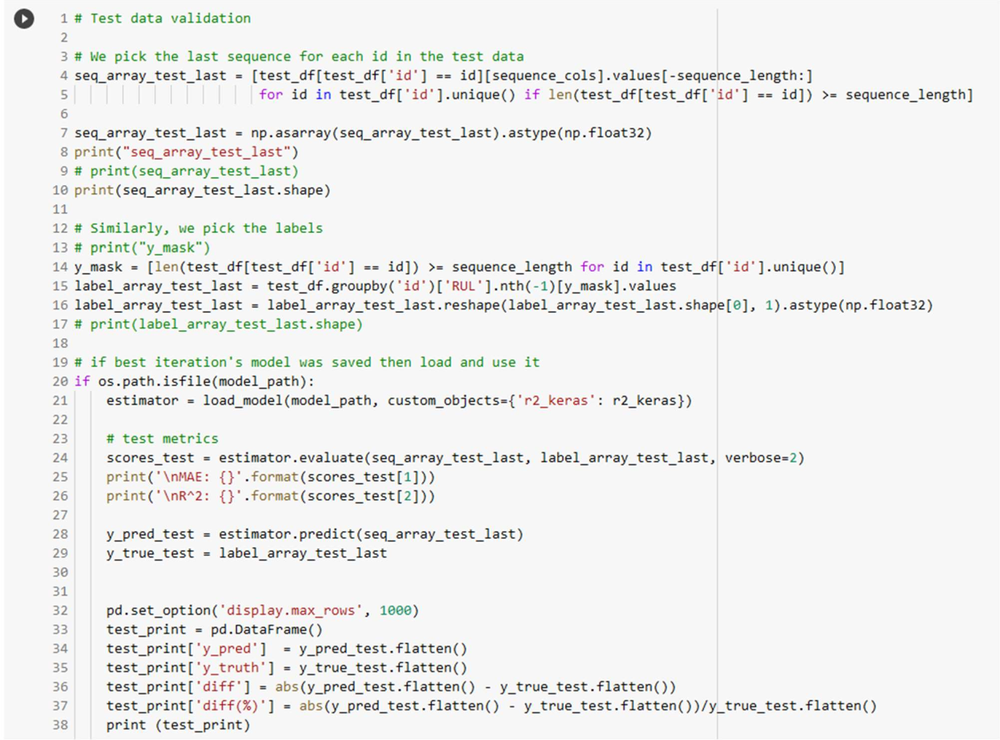 1 # Test data validation
2
3 # We pick the last sequence for each id in the test data
4 seq_array_test_last = [test_df[test_df['id'] == id][sequence_cols].values[-sequence_length:]
5                        for id in test_df['id'].unique() if len(test_df[test_df['id'] == id]) >= sequence_length]
6
7 seq_array_test_last = np.asarray(seq_array_test_last).astype(np.float32)
8 print("seq_array_test_last")
9 # print(seq_array_test_last)
10 print(seq_array_test_last.shape)
11
12 # Similarly, we pick the labels
13 # print("y_mask")
14 y_mask = [len(test_df[test_df['id'] == id]) >= sequence_length for id in test_df['id'].unique()]
15 label_array_test_last = test_df.groupby('id')['RUL'].nth(-1)[y_mask].values
16 label_array_test_last = label_array_test_last.reshape(label_array_test_last.shape[0], 1).astype(np.float32)
17 # print(label_array_test_last.shape)
18
19 # if best iteration's model was saved then load and use it
20 if os.path.isfile(model_path):
21     estimator = load_model(model_path, custom_objects={'r2_keras': r2_keras})
22
23     # test metrics
24     scores_test = estimator.evaluate(seq_array_test_last, label_array_test_last, verbose=2)
25     print('\nMAE: {}'.format(scores_test[1]))
26     print('\nR^2: {}'.format(scores_test[2]))
27
28     y_pred_test = estimator.predict(seq_array_test_last)
29     y_true_test = label_array_test_last
30
31
32     pd.set_option('display.max_rows', 1000)
33     test_print = pd.DataFrame()
34     test_print['y_pred']  = y_pred_test.flatten()
35     test_print['y_truth'] = y_true_test.flatten()
36     test_print['diff'] = abs(y_pred_test.flatten() - y_true_test.flatten())
37     test_print['diff(%)'] = abs(y_pred_test.flatten() - y_true_test.flatten())/y_true_test.flatten()
38     print (test_print)